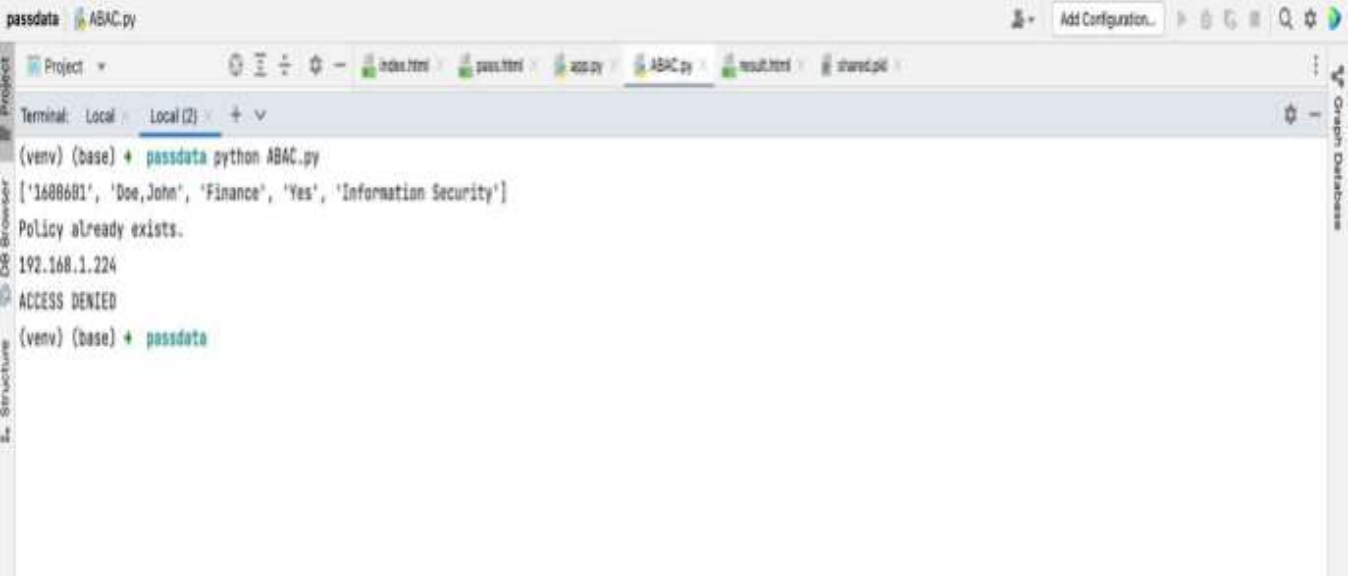 passdata ABAC.py
Add Configuration...
Project
index.html pass.html app.py ABAC.py result.html shared.pkl
Terminal: Local Local (2) + v
(venv) (base) passdata python ABAC.py
['1608601', 'Doe,John', 'Finance', 'Yes', 'Information Security']
Policy already exists.
192.168.1.224
ACCESS DENIED
(venv) (base) passdata
Project
DB Browser
Structure
Graph Database